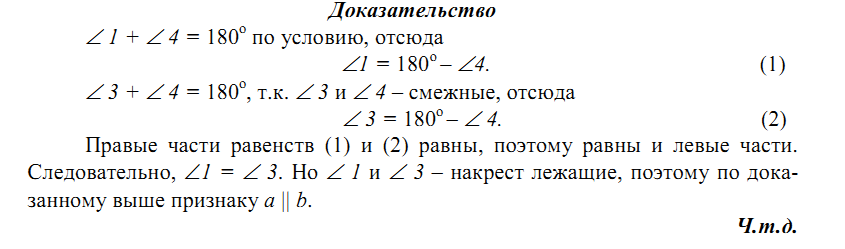 Доказательство
∠ 1 + ∠ 4 = 180° по условию, отсюда
∠1 = 180° – ∠4. (1)
∠ 3 + ∠ 4 = 180°, т.к. ∠ 3 и ∠ 4 – смежные, отсюда
∠ 3 = 180° – ∠ 4. (2)
Правые части равенств (1) и (2) равны, поэтому равны и левые части.
Следовательно, ∠1 = ∠ 3. Но ∠ 1 и ∠ 3 – накрест лежащие, поэтому по дока-
занному выше признаку a || b.
Ч.т.д.